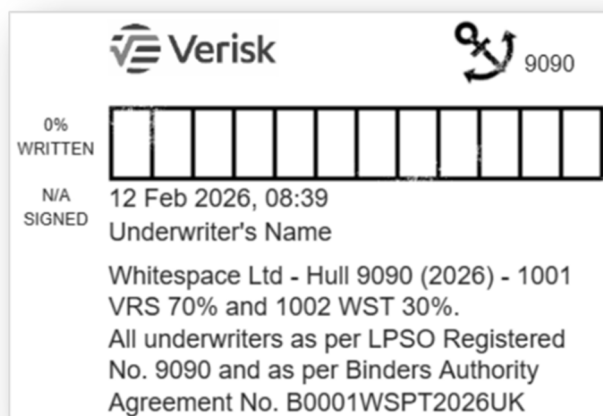 Verisk
9090
0%
WRITTEN
N/A
SIGNED
12 Feb 2026, 08:39
Underwriter's Name
Whitespace Ltd - Hull 9090 (2026) - 1001
VRS 70% and 1002 WST 30%.
All underwriters as per LPSO Registered
No. 9090 and as per Binders Authority
Agreement No. B0001WSPT2026UK